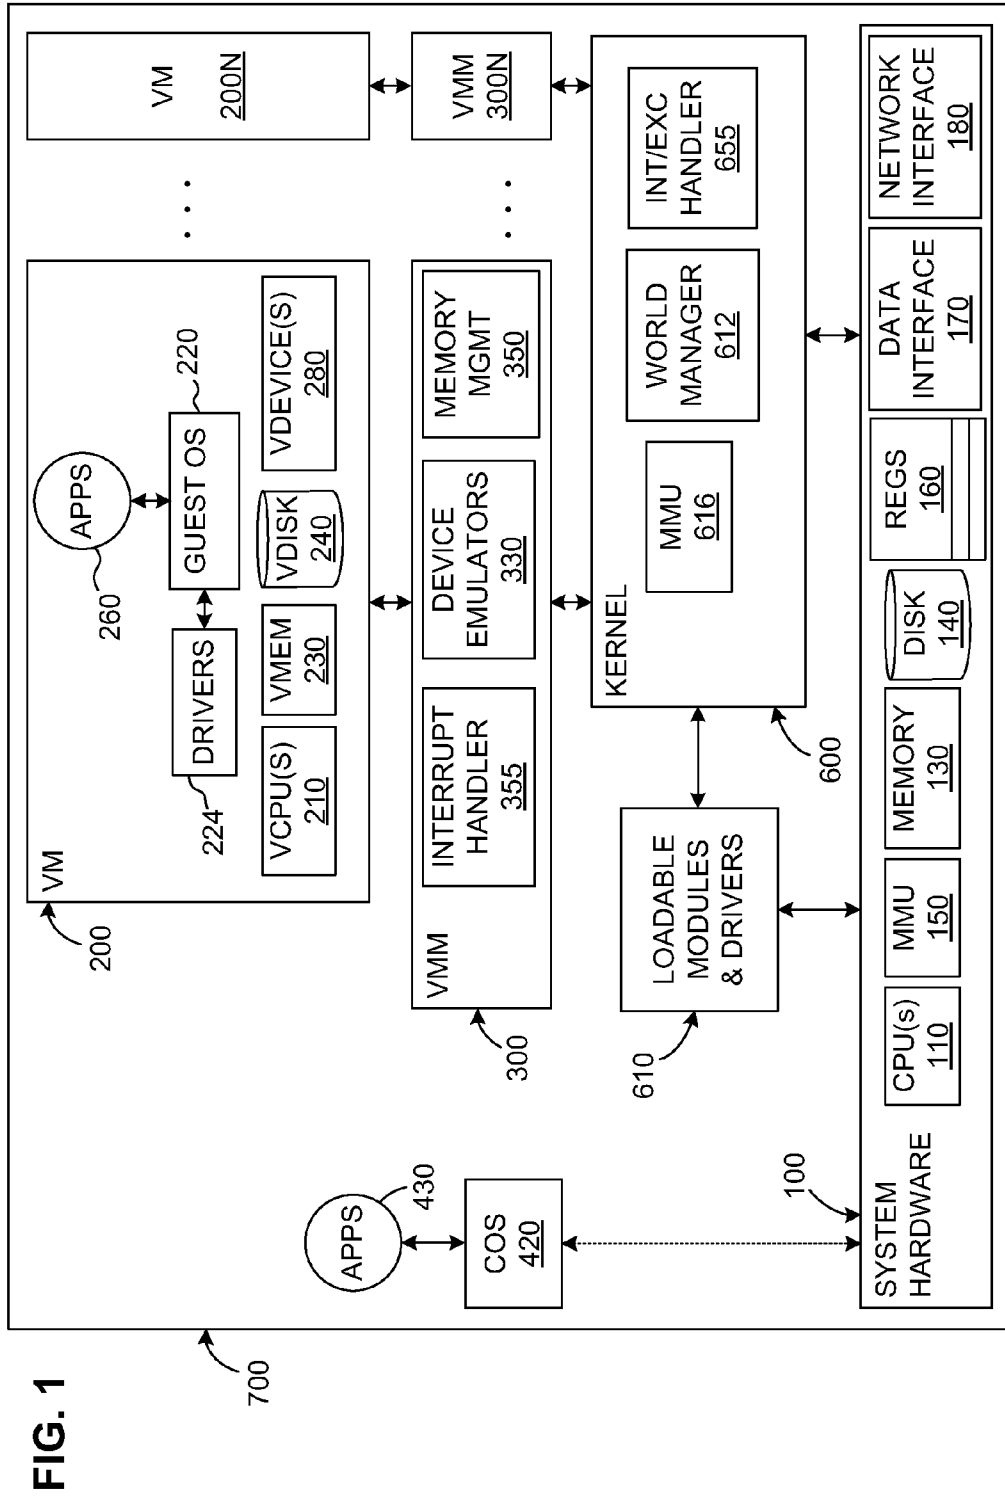 FIG. 1
700
APPS
430
COS
420
200
VM
APPS
260
DRIVERS
224
GUEST OS
220
VCPU(S)
210
VMEM
230
VDISK
240
VDEVICE(S)
280
VM
200N
300
VMM
INTERRUPT
HANDLER
355
DEVICE
EMULATORS
330
MEMORY
MGMT
350
VMM
300N
610
LOADABLE
MODULES
& DRIVERS
600
KERNEL
MMU
616
WORLD
MANAGER
612
INT/EXC
HANDLER
655
100
SYSTEM
HARDWARE
CPU(s)
110
MMU
150
MEMORY
130
DISK
140
REGS
160
DATA
INTERFACE
170
NETWORK
INTERFACE
180